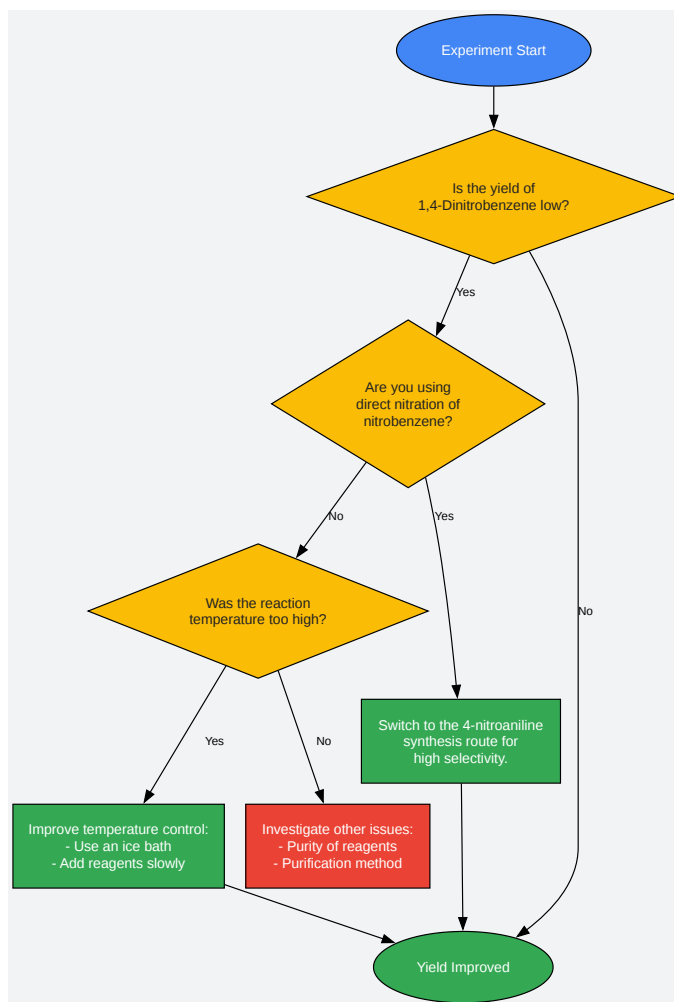 Experiment Start
Is the yield of
1,4-Dinitrobenzene low?
Yes
Are you using
direct nitration of
nitrobenzene?
No
Yes
Was the reaction
temperature too high?
No
Switch to the 4-nitroaniline
synthesis route for
high selectivity.
Yes
No
Improve temperature control:
- Use an ice bath
- Add reagents slowly
Investigate other issues:
- Purity of reagents
- Purification method
Yield Improved